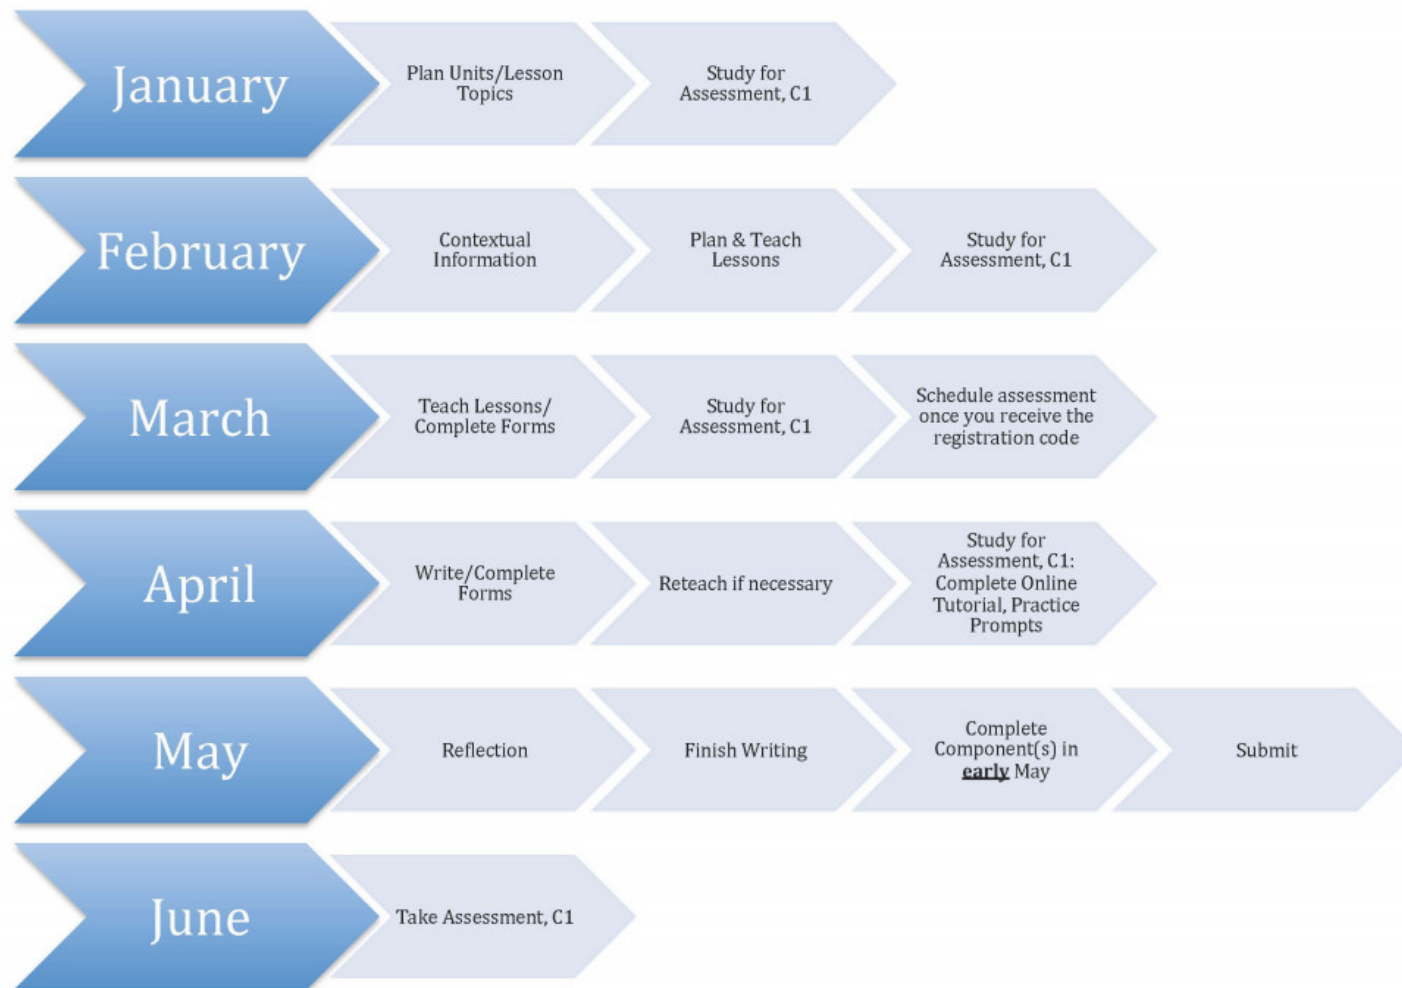 January
Plan Units/Lesson
Topics
Study for
Assessment, C1
February
Contextual
Information
Plan & Teach
Lessons
Study for
Assessment, C1
March
Teach Lessons/
Complete Forms
Study for
Assessment, C1
Schedule assessment
once you receive the
registration code
April
Write/Complete
Forms
Reteach if necessary
Study for
Assessment, C1:
Complete Online
Tutorial, Practice
Prompts
May
Reflection
Finish Writing
Complete
Component(s) in
early May
Submit
June
Take Assessment, C1